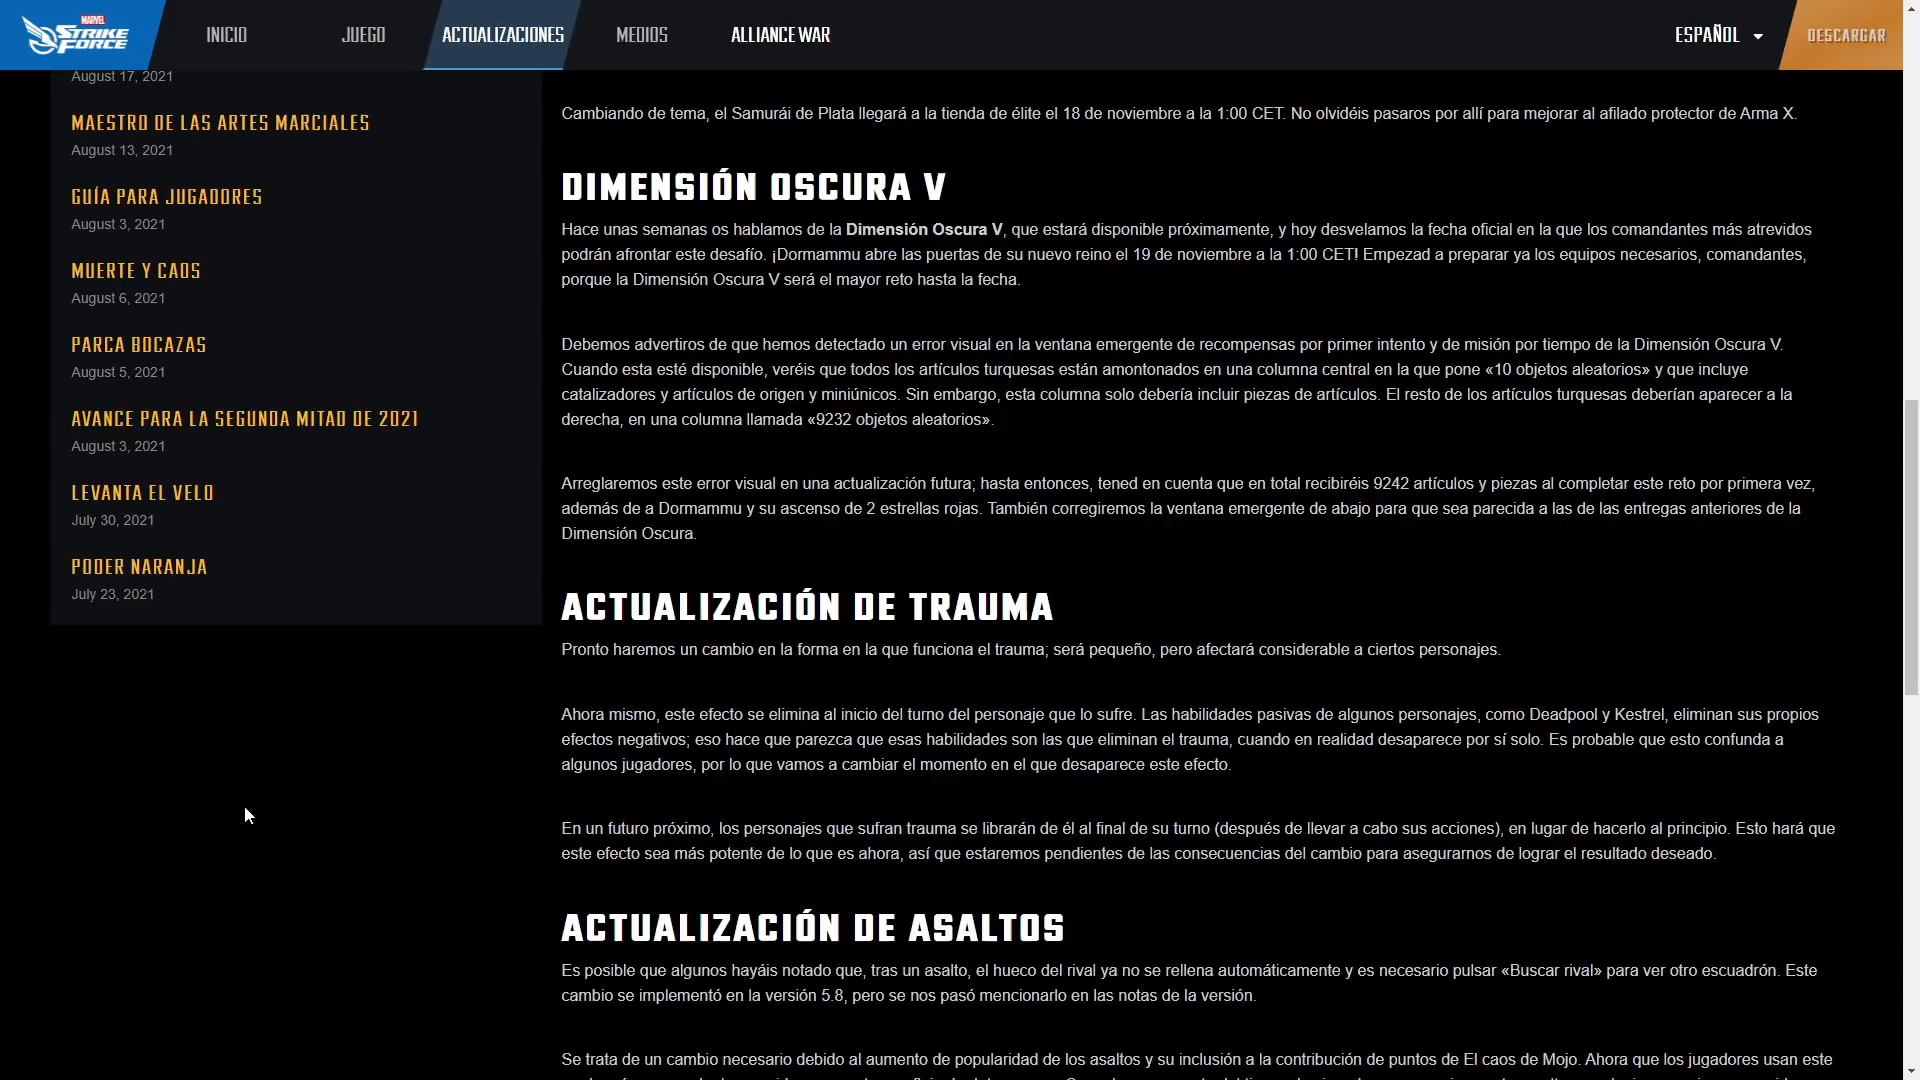 MARVEL
STRIKE
FORCE
INICIO
JUEGO
ACTUALIZACIONES
MEDIOS
ALLIANCE WAR
ESPAÑOL
DESCARGAR
August 17, 2021
MAESTRO DE LAS ARTES MARCIALES
August 13, 2021
GUÍA PARA JUGADORES
August 3, 2021
MUERTE Y CAOS
August 6, 2021
PARCA BOCAZAS
August 5, 2021
AVANCE PARA LA SEGUNDA MITAD DE 2021
August 3, 2021
LEVANTA EL VELO
July 30, 2021
PODER NARANJA
July 23, 2021
Cambiando de tema, el Samurái de Plata llegará a la tienda de élite el 18 de noviembre a la 1:00 CET. No olvidéis pasaros por allí para mejorar al afilado protector de Arma X.
DIMENSIÓN OSCURA V
Hace unas semanas os hablamos de la Dimensión Oscura V, que estará disponible próximamente, y hoy desvelamos la fecha oficial en la que los comandantes más atrevidos
podrán afrontar este desafío. ¡Dormammu abre las puertas de su nuevo reino el 19 de noviembre a la 1:00 CET! Empezad a preparar ya los equipos necesarios, comandantes,
porque la Dimensión Oscura V será el mayor reto hasta la fecha.
Debemos advertiros de que hemos detectado un error visual en la ventana emergente de recompensas por primer intento y de misión por tiempo de la Dimensión Oscura V.
Cuando esta esté disponible, veréis que todos los artículos turquesas están amontonados en una columna central en la que pone «10 objetos aleatorios» y que incluye
catalizadores y artículos de origen y miniúnicos. Sin embargo, esta columna solo debería incluir piezas de artículos. El resto de los artículos turquesas deberían aparecer a la
derecha, en una columna llamada «9232 objetos aleatorios».
Arreglaremos este error visual en una actualización futura; hasta entonces, tened en cuenta que en total recibiréis 9242 artículos y piezas al completar este reto por primera vez,
además de a Dormammu y su ascenso de 2 estrellas rojas. También corregiremos la ventana emergente de abajo para que sea parecida a las de las entregas anteriores de la
Dimensión Oscura.
ACTUALIZACIÓN DE TRAUMA
Pronto haremos un cambio en la forma en la que funciona el trauma; será pequeño, pero afectará considerable a ciertos personajes.
Ahora mismo, este efecto se elimina al inicio del turno del personaje que lo sufre. Las habilidades pasivas de algunos personajes, como Deadpool y Kestrel, eliminan sus propios
efectos negativos; eso hace que parezca que esas habilidades son las que eliminan el trauma, cuando en realidad desaparece por sí solo. Es probable que esto confunda a
algunos jugadores, por lo que vamos a cambiar el momento en el que desaparece este efecto.
En un futuro próximo, los personajes que sufran trauma se librarán de él al final de su turno (después de llevar a cabo sus acciones), en lugar de hacerlo al principio. Esto hará que
este efecto sea más potente de lo que es ahora, así que estaremos pendientes de las consecuencias del cambio para asegurarnos de lograr el resultado deseado.
ACTUALIZACIÓN DE ASALTOS
Es posible que algunos hayáis notado que, tras un asalto, el hueco del rival ya no se rellena automáticamente y es necesario pulsar «Buscar rival» para ver otro escuadrón. Este
cambio se implementó en la versión 5.8, pero se nos pasó mencionarlo en las notas de la versión.
Se trata de un cambio necesario debido al aumento de popularidad de los asaltos y su inclusión a la contribución de puntos de El caos de Mojo. Ahora que los jugadores usan este